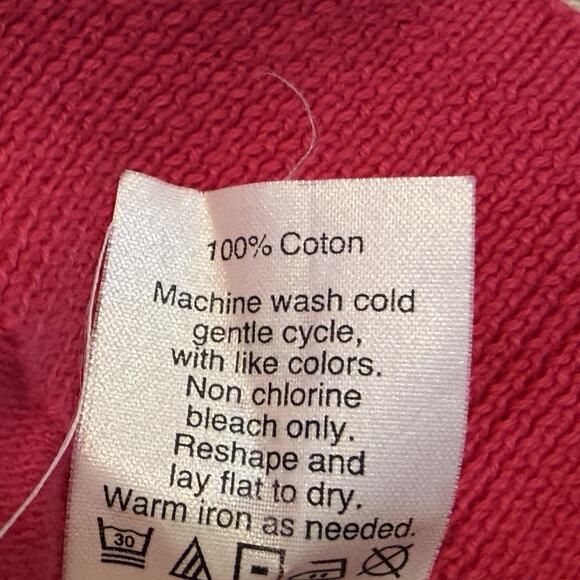 100% Coton
Machine wash cold
gentle cycle,
with like colors.
Non chlorine
bleach only.
Reshape and
lay flat to dry.
Warm iron as needed.
30